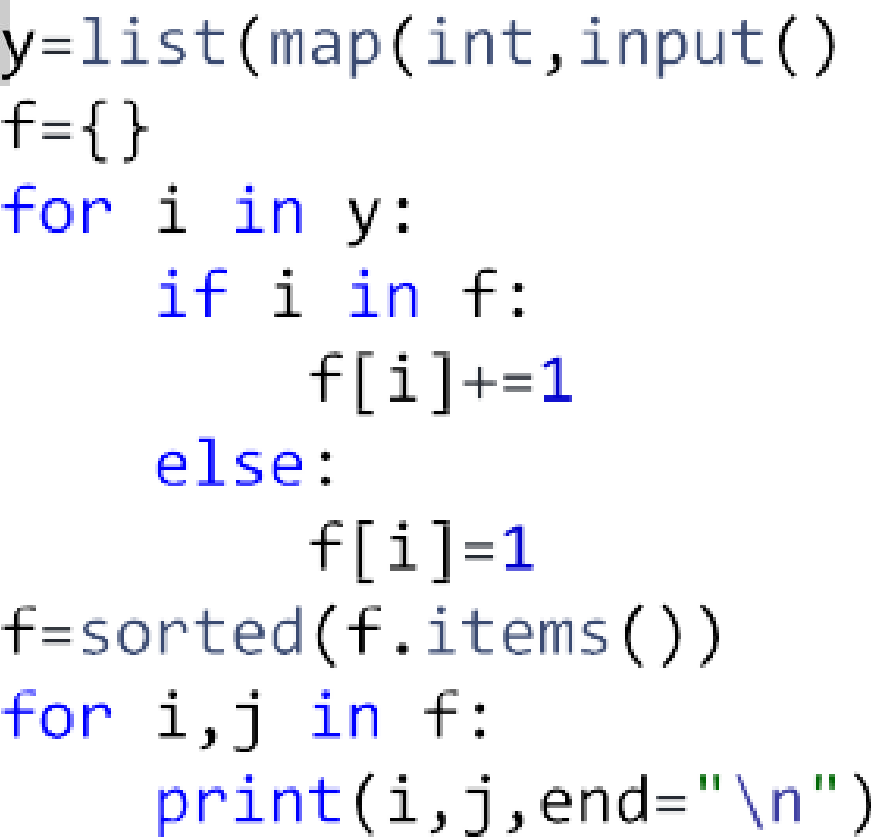 y=list(map(int,input()
f={}
for i in y:
    if i in f:
        f[i]+=1
    else:
        f[i]=1
f=sorted(f.items())
for i,j in f:
    print(i,j,end="\n")